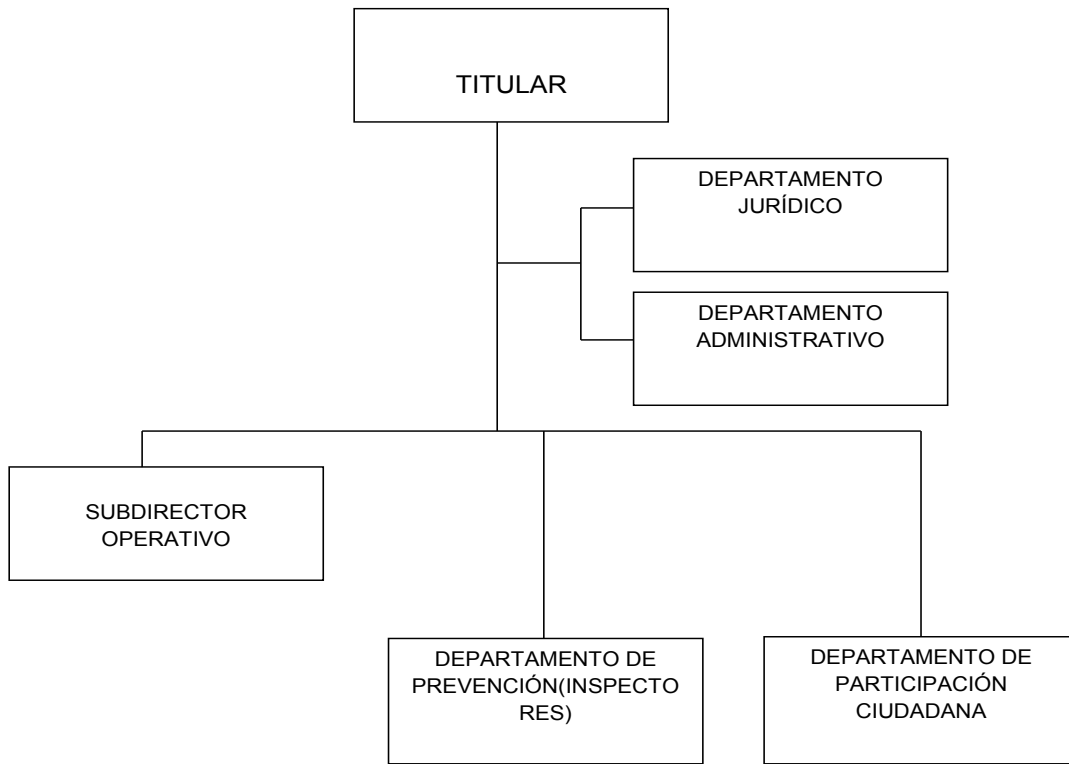 TITULAR
DEPARTAMENTO
JURÍDICO
DEPARTAMENTO
ADMINISTRATIVO
SUBDIRECTOR
OPERATIVO
DEPARTAMENTO DE
PREVENCIÓN(INSPECTO
RES)
DEPARTAMENTO DE
PARTICIPACIÓN
CIUDADANA